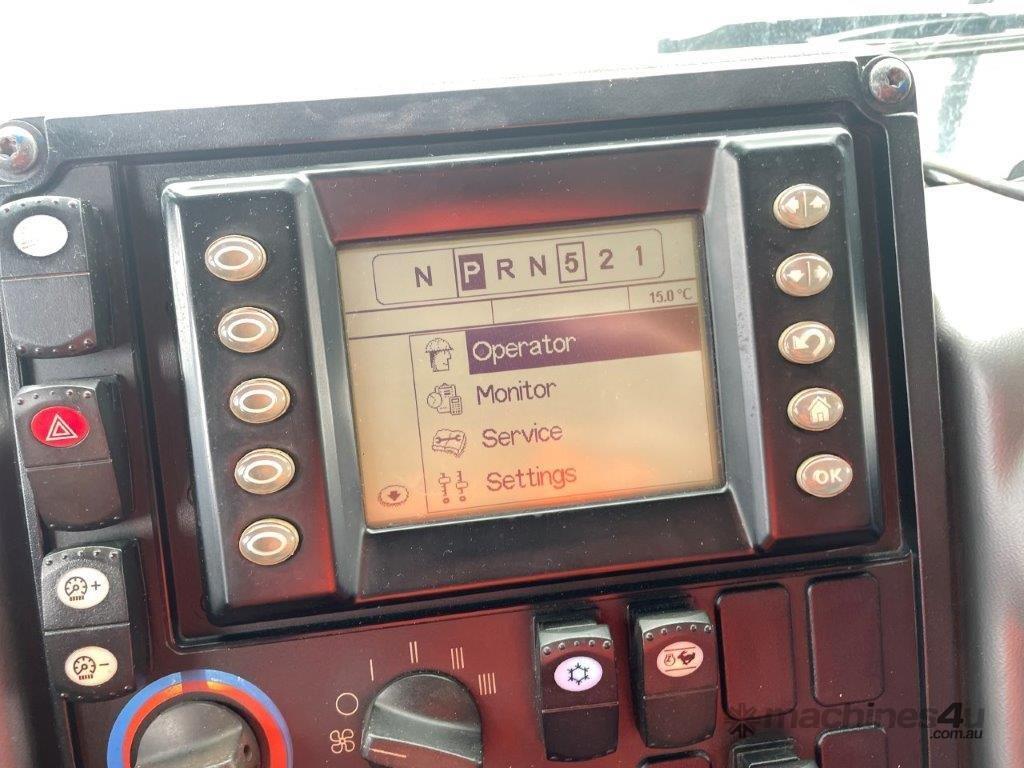 N P R N 5 2 1
15.0 °C
Operator
Monitor
Service
Settings
OK
machines4u
.com.au